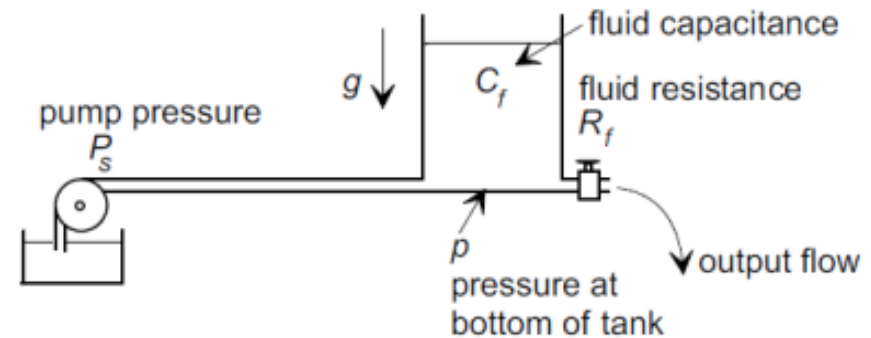 fluid capacitance
g
C_f
fluid resistance
R_f
pump pressure
P_s
p
pressure at
bottom of tank
output flow